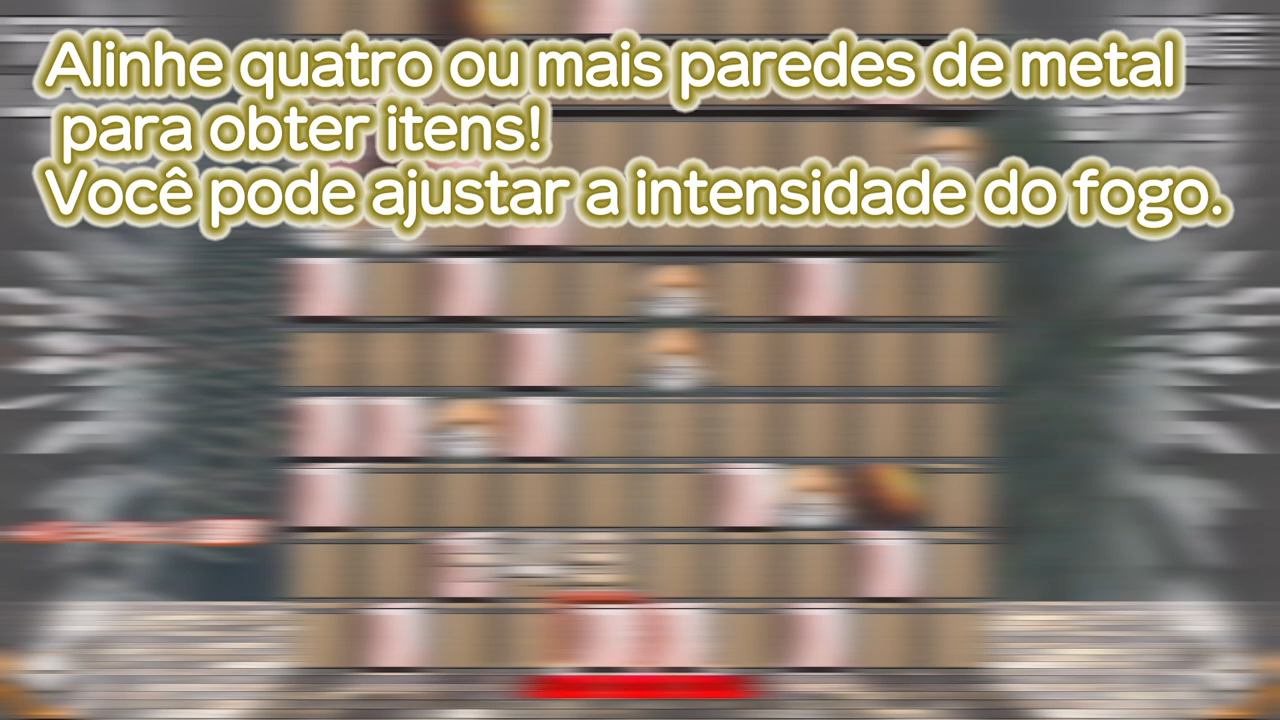 Alinhe quatro ou mais paredes de metal
para obter itens!
Você pode ajustar a intensidade do fogo.